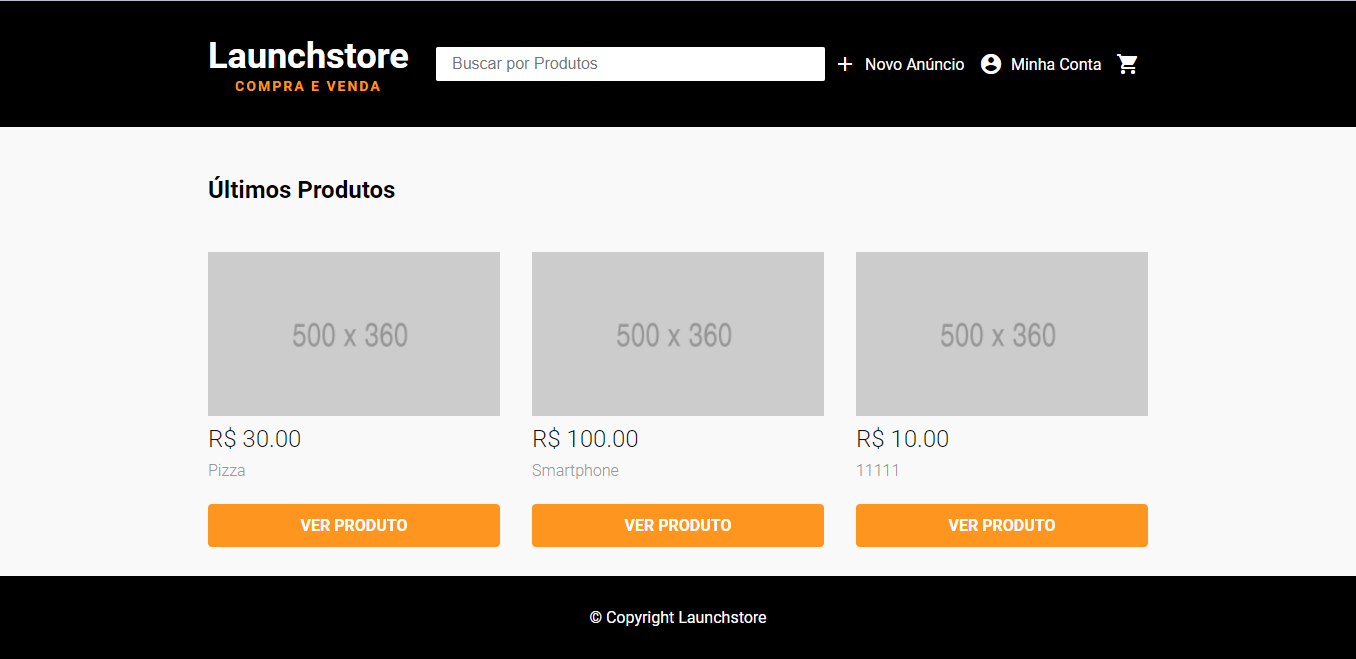 Launchstore
COMPRA E VENDA
Buscar por Produtos
Novo Anúncio
Minha Conta
Últimos Produtos
500 x 360
500 x 360
500 x 360
R$ 30.00
R$ 100.00
R$ 10.00
Pizza
Smartphone
11111
VER PRODUTO
VER PRODUTO
VER PRODUTO
© Copyright Launchstore